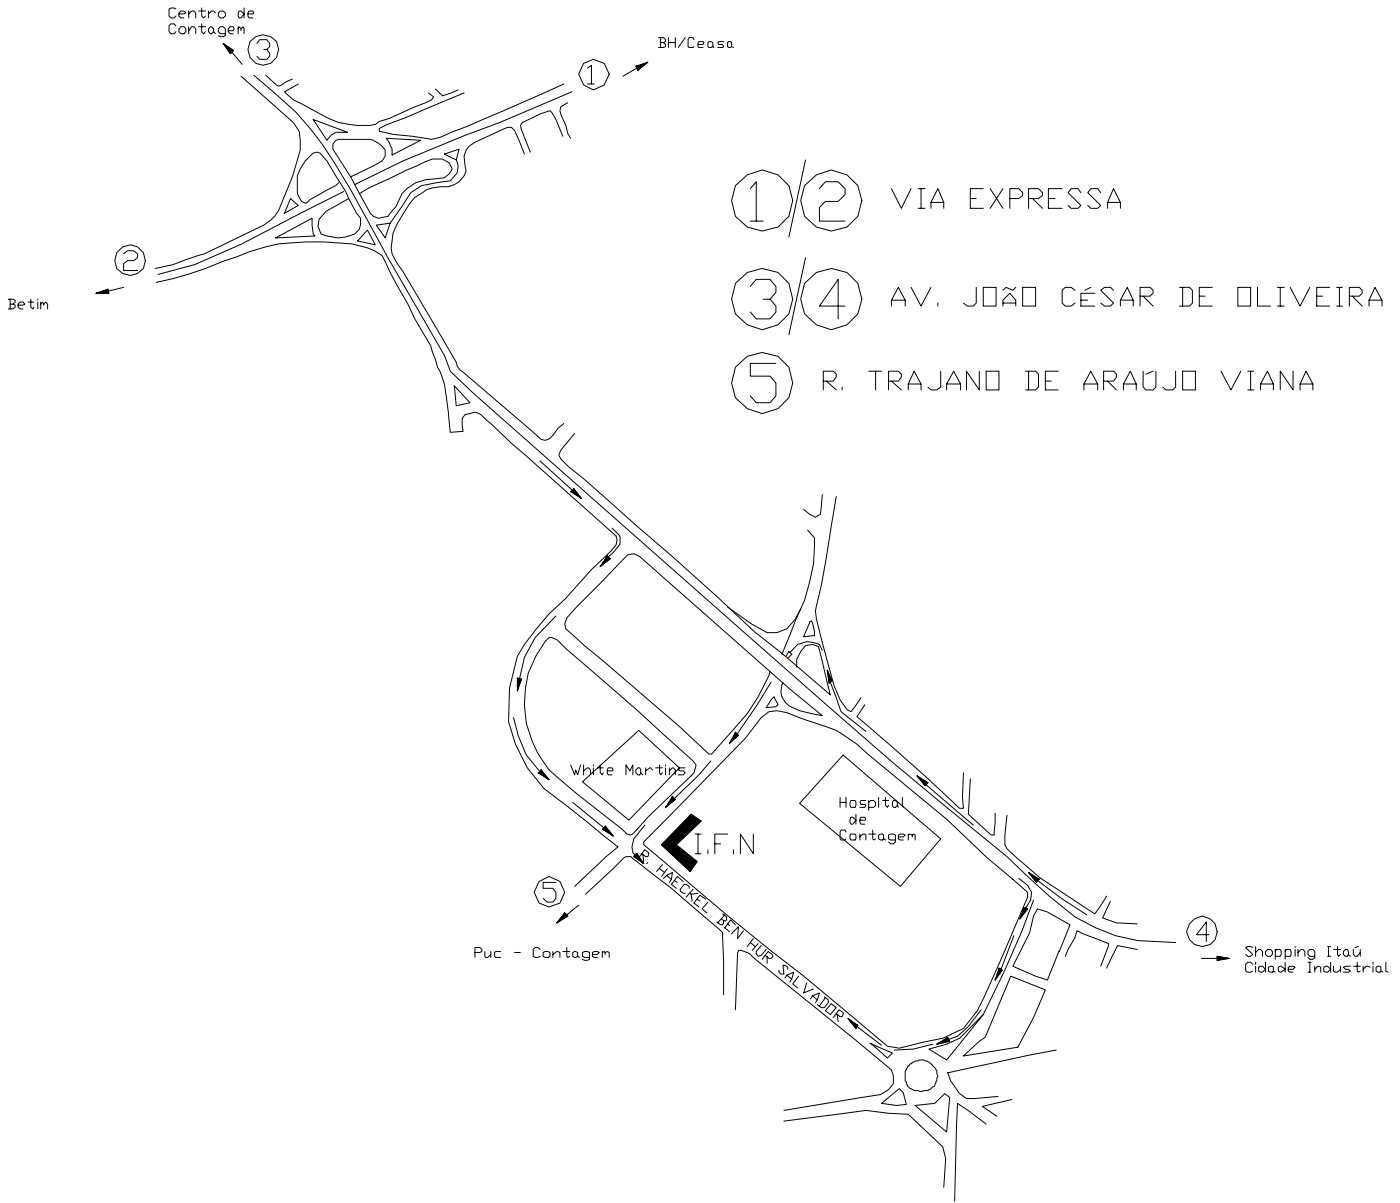 Centro de
Contagem
3
BH/Ceasa
1
1/2 VIA EXPRESSA
2
Betim
3/4 AV. JOÃO CÉSAR DE OLIVEIRA
5 R. TRAJANO DE ARAÚJO VIANA
White Martins
Hospital
de
Contagem
I.F.N
R. HAECKEL BEN HUR SALVADOR
5
Puc - Contagem
4
Shopping Itaú
Cidade Industrial